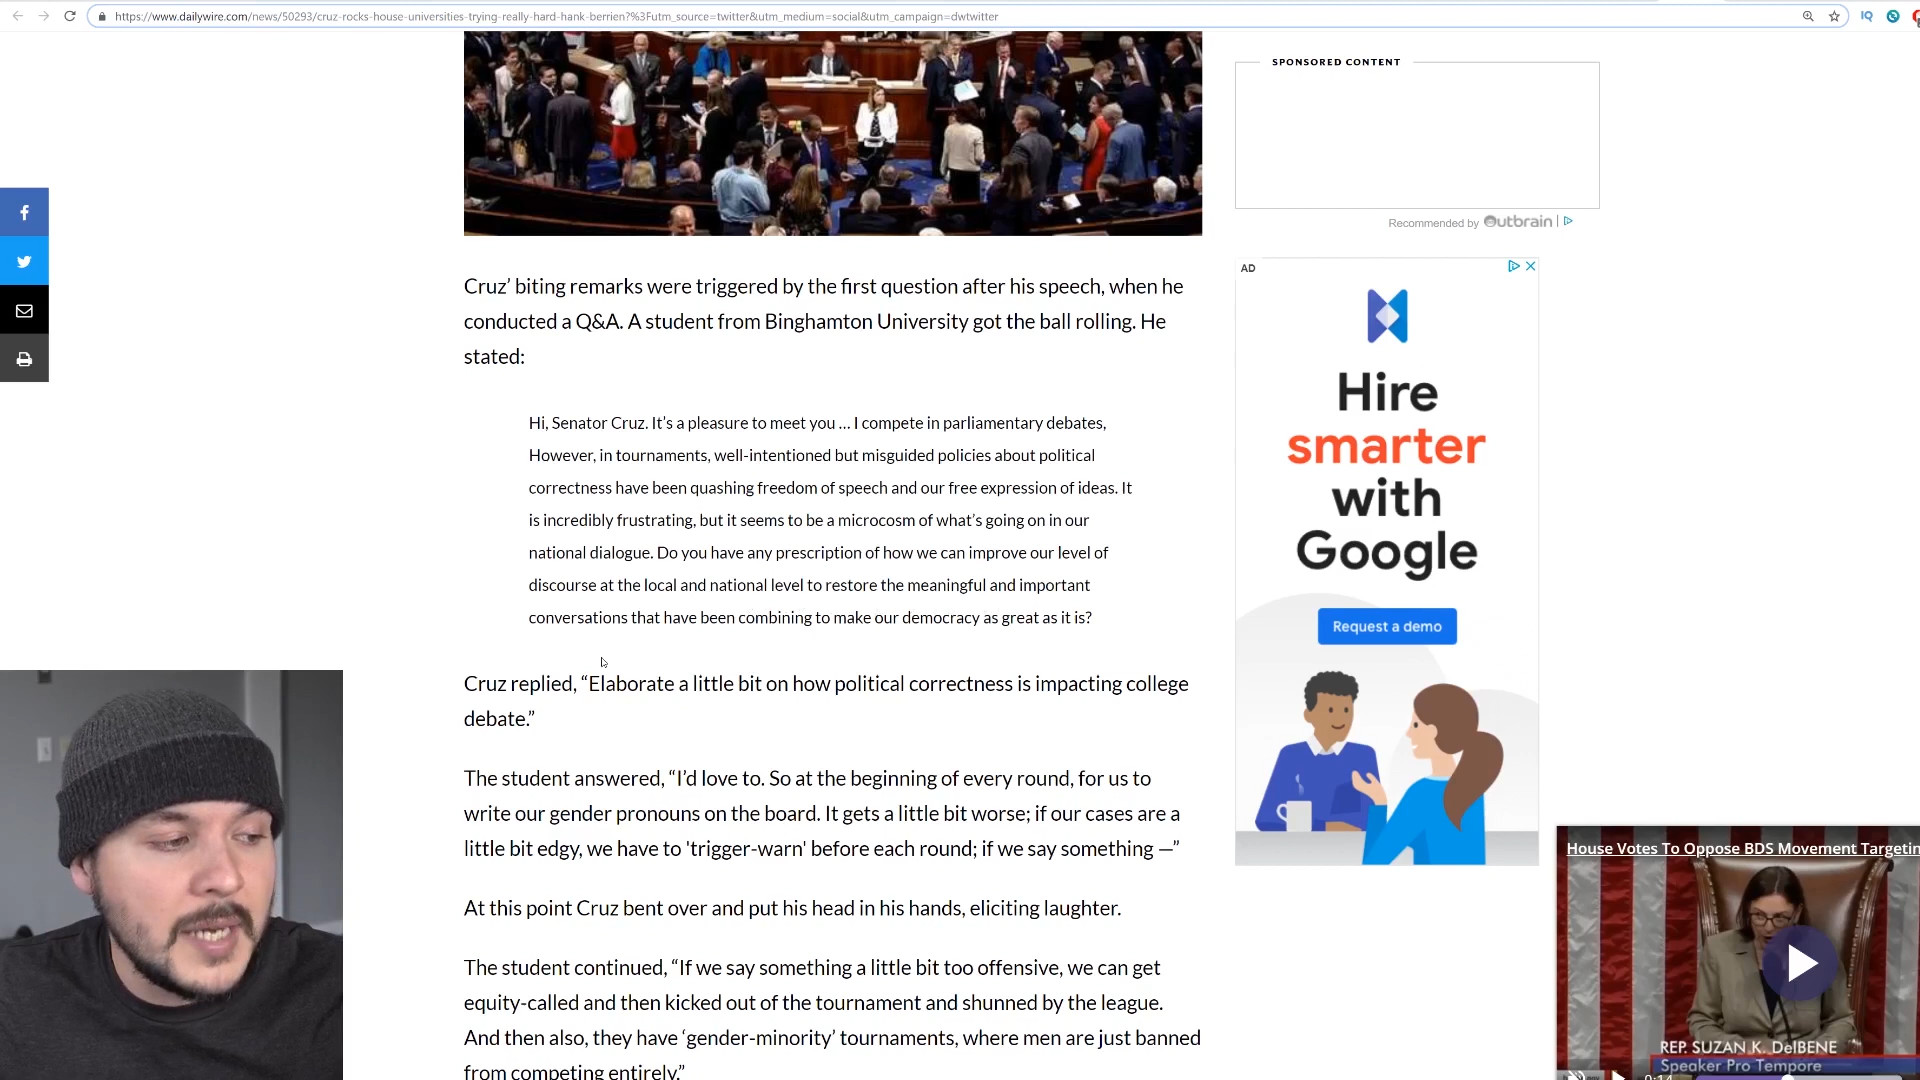 https://www.dailywire.com/news/50293/cruz-rocks-house-universities-trying-really-hard-hank-berrien?%3Futm_source=twitter&utm_medium=social&utm_campaign=dwtwitter
IQ
SPONSORED CONTENT
Recommended by Outbrain
f
Cruz’ biting remarks were triggered by the first question after his speech, when he
conducted a Q&A. A student from Binghamton University got the ball rolling. He
stated:
Hi, Senator Cruz. It’s a pleasure to meet you … I compete in parliamentary debates,
However, in tournaments, well-intentioned but misguided policies about political
correctness have been quashing freedom of speech and our free expression of ideas. It
is incredibly frustrating, but it seems to be a microcosm of what’s going on in our
national dialogue. Do you have any prescription of how we can improve our level of
discourse at the local and national level to restore the meaningful and important
conversations that have been combining to make our democracy as great as it is?
Cruz replied, “Elaborate a little bit on how political correctness is impacting college
debate.”
The student answered, “I’d love to. So at the beginning of every round, for us to
write our gender pronouns on the board. It gets a little bit worse; if our cases are a
little bit edgy, we have to 'trigger-warn' before each round; if we say something —”
At this point Cruz bent over and put his head in his hands, eliciting laughter.
The student continued, “If we say something a little bit too offensive, we can get
equity-called and then kicked out of the tournament and shunned by the league.
And then also, they have ‘gender-minority’ tournaments, where men are just banned
from competing entirely.”
AD
Hire
smarter
with
Google
Request a demo
House Votes To Oppose BDS Movement Targetin
REP. SUZAN K. DelBENE
Speaker Pro Tempore
0:14